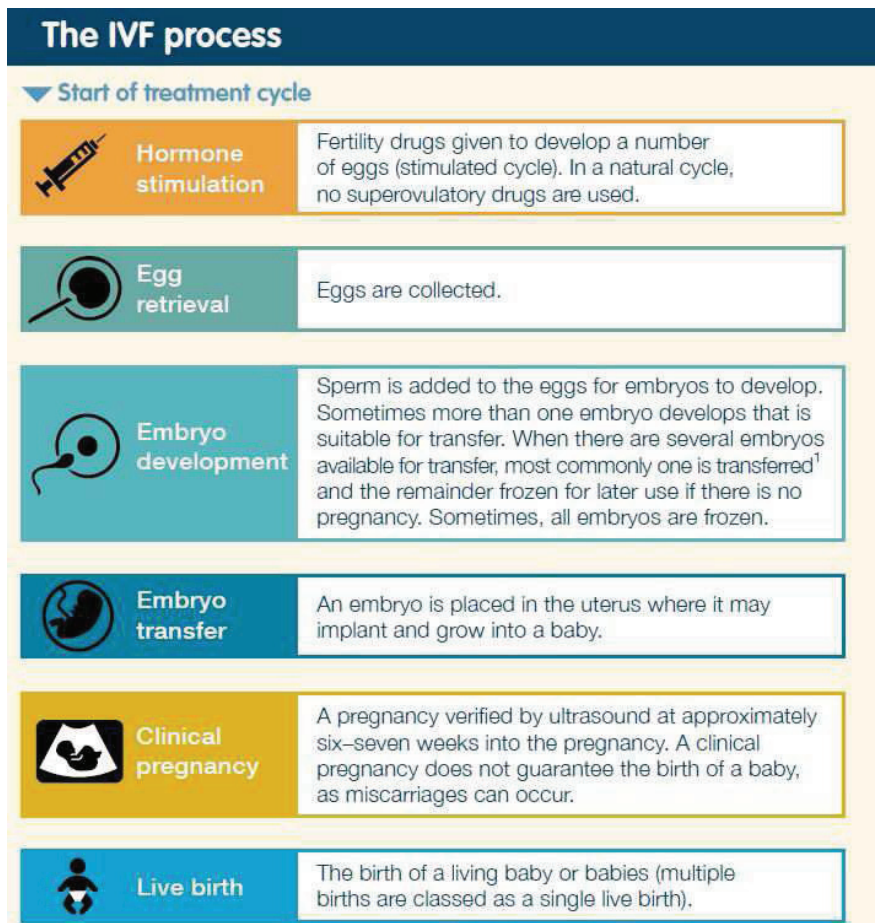 The IVF process
Start of treatment cycle
Hormone
stimulation
Fertility drugs given to develop a number
of eggs (stimulated cycle). In a natural cycle,
no superovulatory drugs are used.
Egg
retrieval
Eggs are collected.
Embryo
development
Sperm is added to the eggs for embryos to develop.
Sometimes more than one embryo develops that is
suitable for transfer. When there are several embryos
available for transfer, most commonly one is transferred¹
and the remainder frozen for later use if there is no
pregnancy. Sometimes, all embryos are frozen.
Embryo
transfer
An embryo is placed in the uterus where it may
implant and grow into a baby.
Clinical
pregnancy
A pregnancy verified by ultrasound at approximately
six–seven weeks into the pregnancy. A clinical
pregnancy does not guarantee the birth of a baby,
as miscarriages can occur.
Live birth
The birth of a living baby or babies (multiple
births are classed as a single live birth).